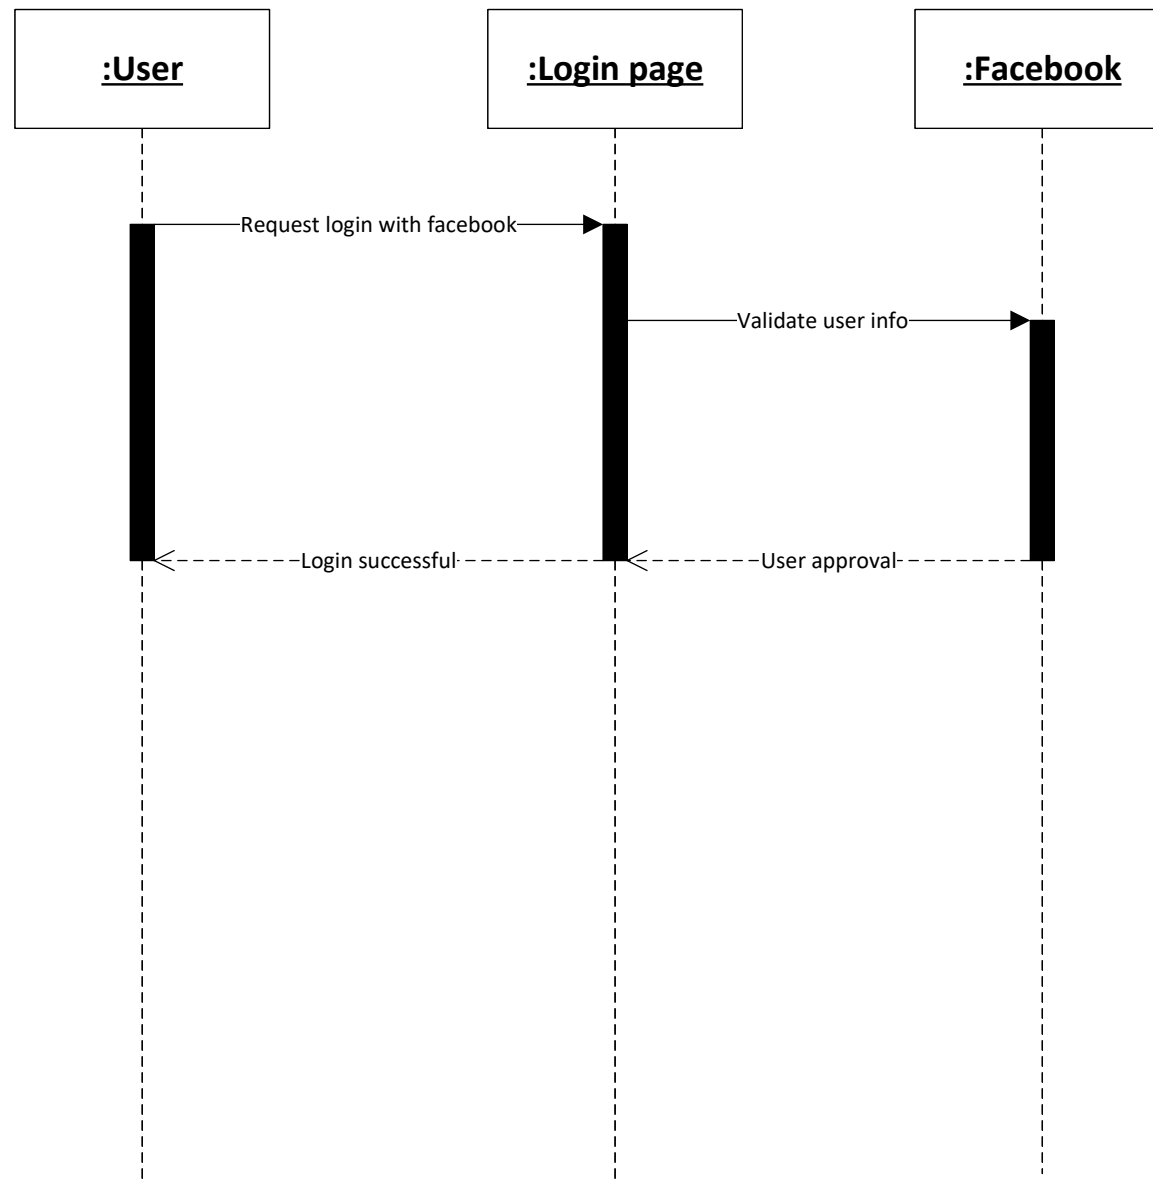 :User
:Login page
:Facebook
Request login with facebook
Validate user info
Login successful
User approval